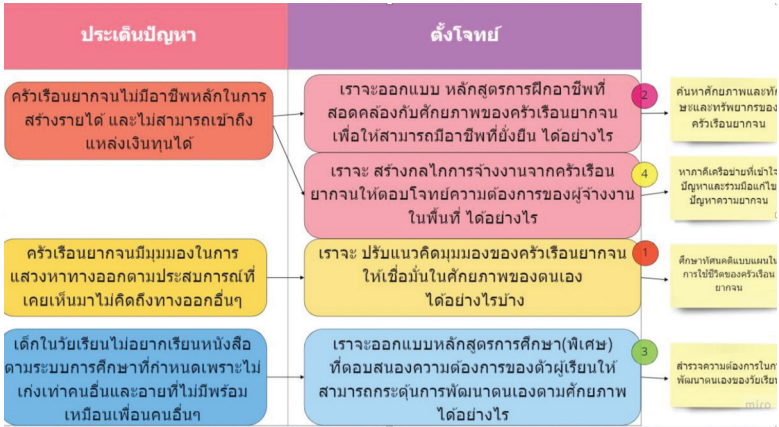 ประเด็นปัญหา
ตั้งโจทย์
ครัวเรือนยากจนไม่มีอาชีพหลักในการ
สร้างรายได้ และไม่สามารถเข้าถึง
แหล่งเงินทุนได้
เราจะออกแบบ หลักสูตรการฝึกอาชีพที่
สอดคล้องกับศักยภาพของครัวเรือนยากจน
เพื่อให้สามารถมีอาชีพที่ยั่งยืน ได้อย่างไร
2
ค้นหาศักยภาพและทัก
ษะและทรัพยากรของ
ครัวเรือนยากจน
เราจะ สร้างกลไกการจ้างงานจากครัวเรือน
ยากจนให้ตอบโจทย์ความต้องการของผู้จ้างงาน
ในพื้นที่ ได้อย่างไร
4
หาภาคีเครือข่ายที่เข้าใจ
ปัญหาและร่วมมือแก้ไข
ปัญหาความยากจน
ครัวเรือนยากจนมีมุมมองในการ
แสวงหาทางออกตามประสบการณ์ที่
เคยเห็นมาไม่คิดถึงทางออกอื่นๆ
เราจะ ปรับแนวคิดมุมมองของครัวเรือนยากจน
ให้เชื่อมั่นในศักยภาพของตนเอง
ได้อย่างไรบ้าง
1
ศึกษาทัศนคติแบบแผนใน
การใช้ชีวิตของครัวเรือน
ยากจน
เด็กในวัยเรียนไม่อยากเรียนหนังสือ
ตามระบบการศึกษาที่กำหนดเพราะไม่
เก่งเท่าคนอื่นและอายที่ไม่มีพร้อม
เหมือนเพื่อนคนอื่นๆ
เราจะออกแบบหลักสูตรการศึกษา(พิเศษ)
ที่ตอบสนองความต้องการของตัวผู้เรียนให้
สามารถกระตุ้นการพัฒนาตนเองตามศักยภาพ
ได้อย่างไร
3
สำรวจความต้องการในก
พัฒนาตนเองของวัยเรียน
miro